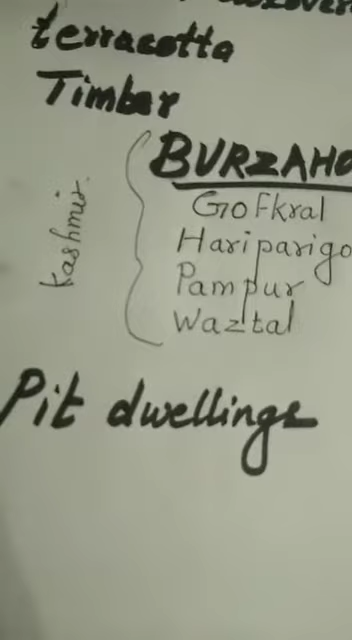 terracotta
Timber
BURZAHO
Gofkral
Kashmir
Hariparigo
Pampur
Waztal
Pit dwellings